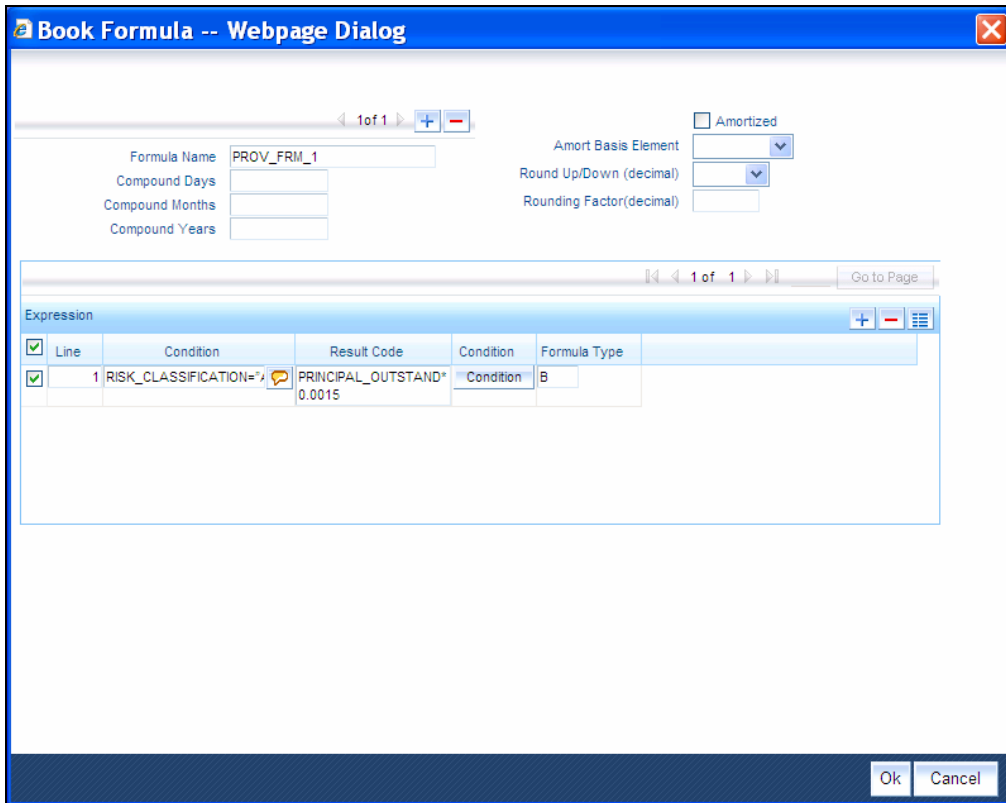 Book Formula -- Webpage Dialog
1of 1
Amortized
Formula Name PROV_FRM_1
Amort Basis Element
Compound Days
Round Up/Down (decimal)
Compound Months
Rounding Factor(decimal)
Compound Years
1 of 1
Go to Page
Expression
Line Condition Result Code Condition Formula Type
1 RISK_CLASSIFICATION="A PRINCIPAL_OUTSTAND* Condition B
0.0015
Ok Cancel